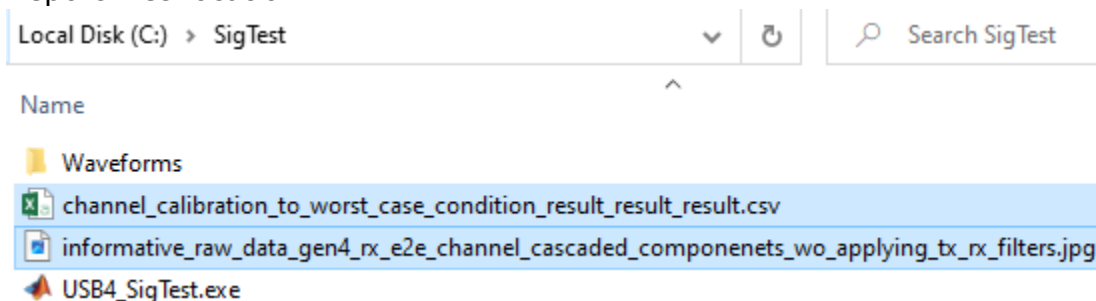 Local Disk (C:) > SigTest Search SigTest
Name
Waveforms
channel_calibration_to_worst_case_condition_result_result_result.csv
informative_raw_data_gen4_rx_e2e_channel_cascaded_componenets_wo_applying_tx_rx_filters.jpg
USB4_SigTest.exe